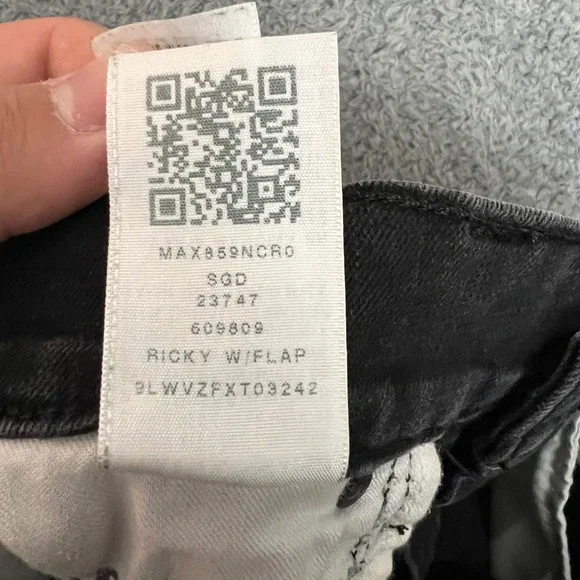 MAX859NCR0
SGD
23747
609809
RICKY W/FLAP
9LWVZFXT03242